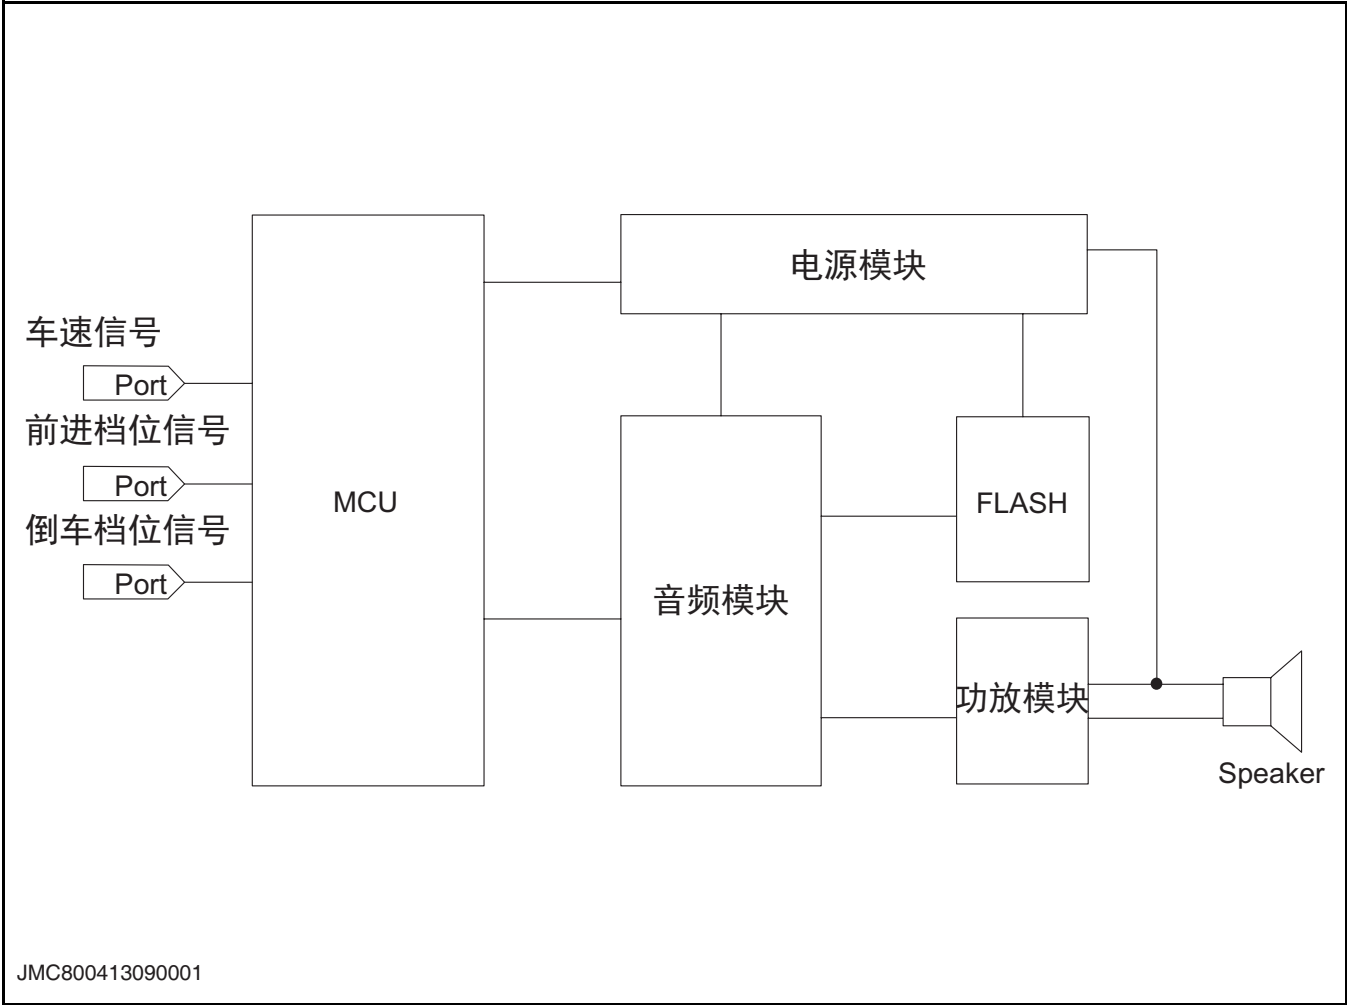 电源模块
车速信号
Port
前进档位信号
Port
MCU
FLASH
倒车档位信号
Port
音频模块
功放模块
Speaker
JMC800413090001